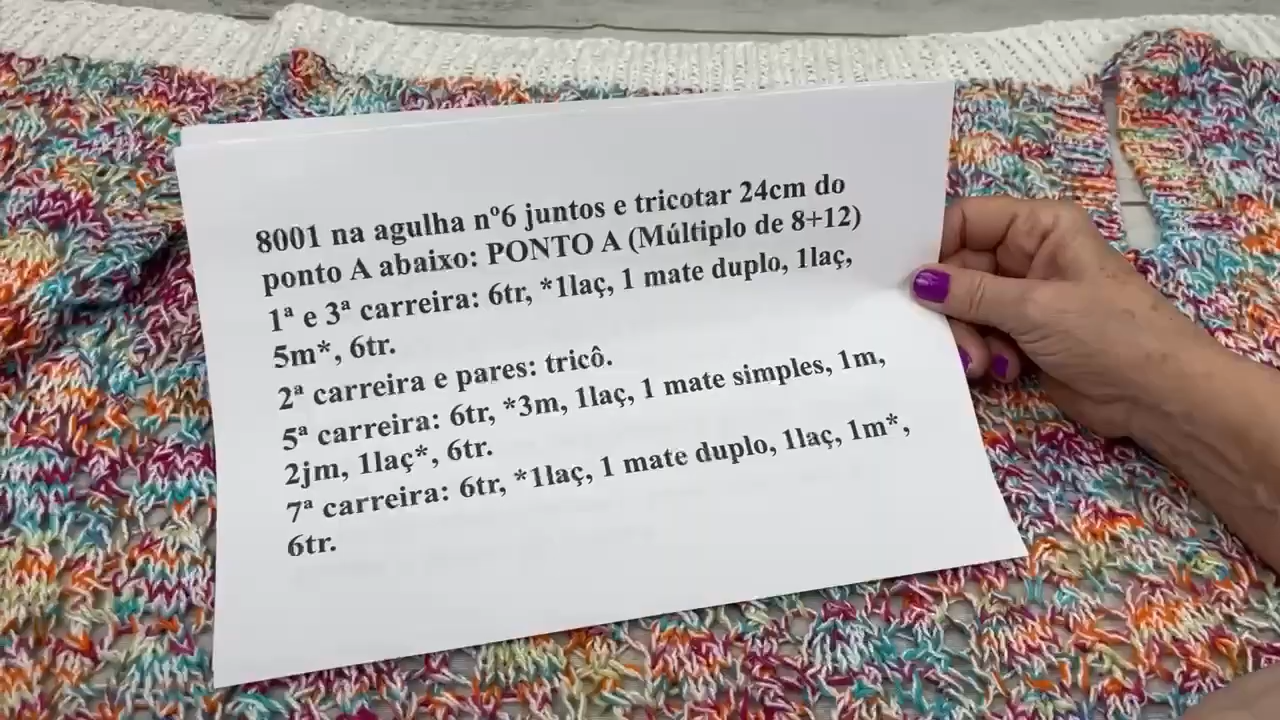 8001 na agulha nº6 juntos e tricotar 24cm do
ponto A abaixo: PONTO A (Múltiplo de 8+12)
1ª e 3ª carreira: 6tr, *1laç, 1 mate duplo, 1laç,
5m*, 6tr.
2ª carreira e pares: tricô.
5ª carreira: 6tr, *3m, 1laç, 1 mate simples, 1m,
2jm, 1laç*, 6tr.
7ª carreira: 6tr, *1laç, 1 mate duplo, 1laç, 1m*,
6tr.